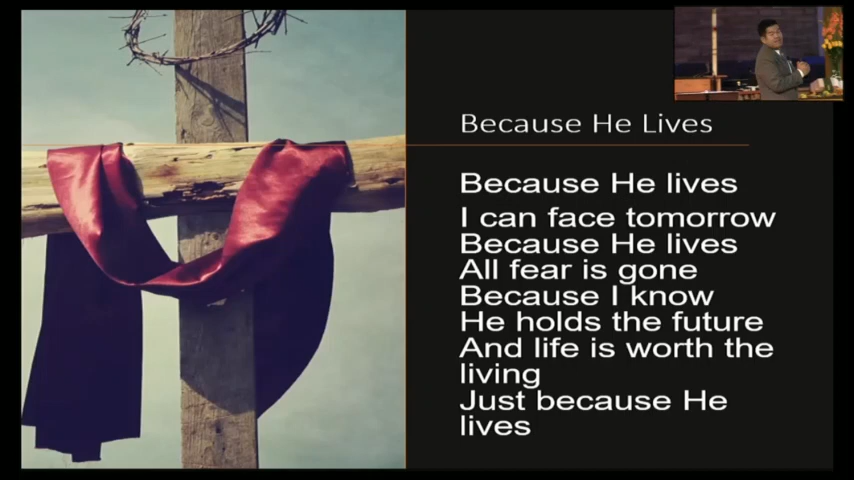 Because He Lives
Because He lives
I can face tomorrow
Because He lives
All fear is gone
Because I know
He holds the future
And life is worth the
living
Just because He
lives